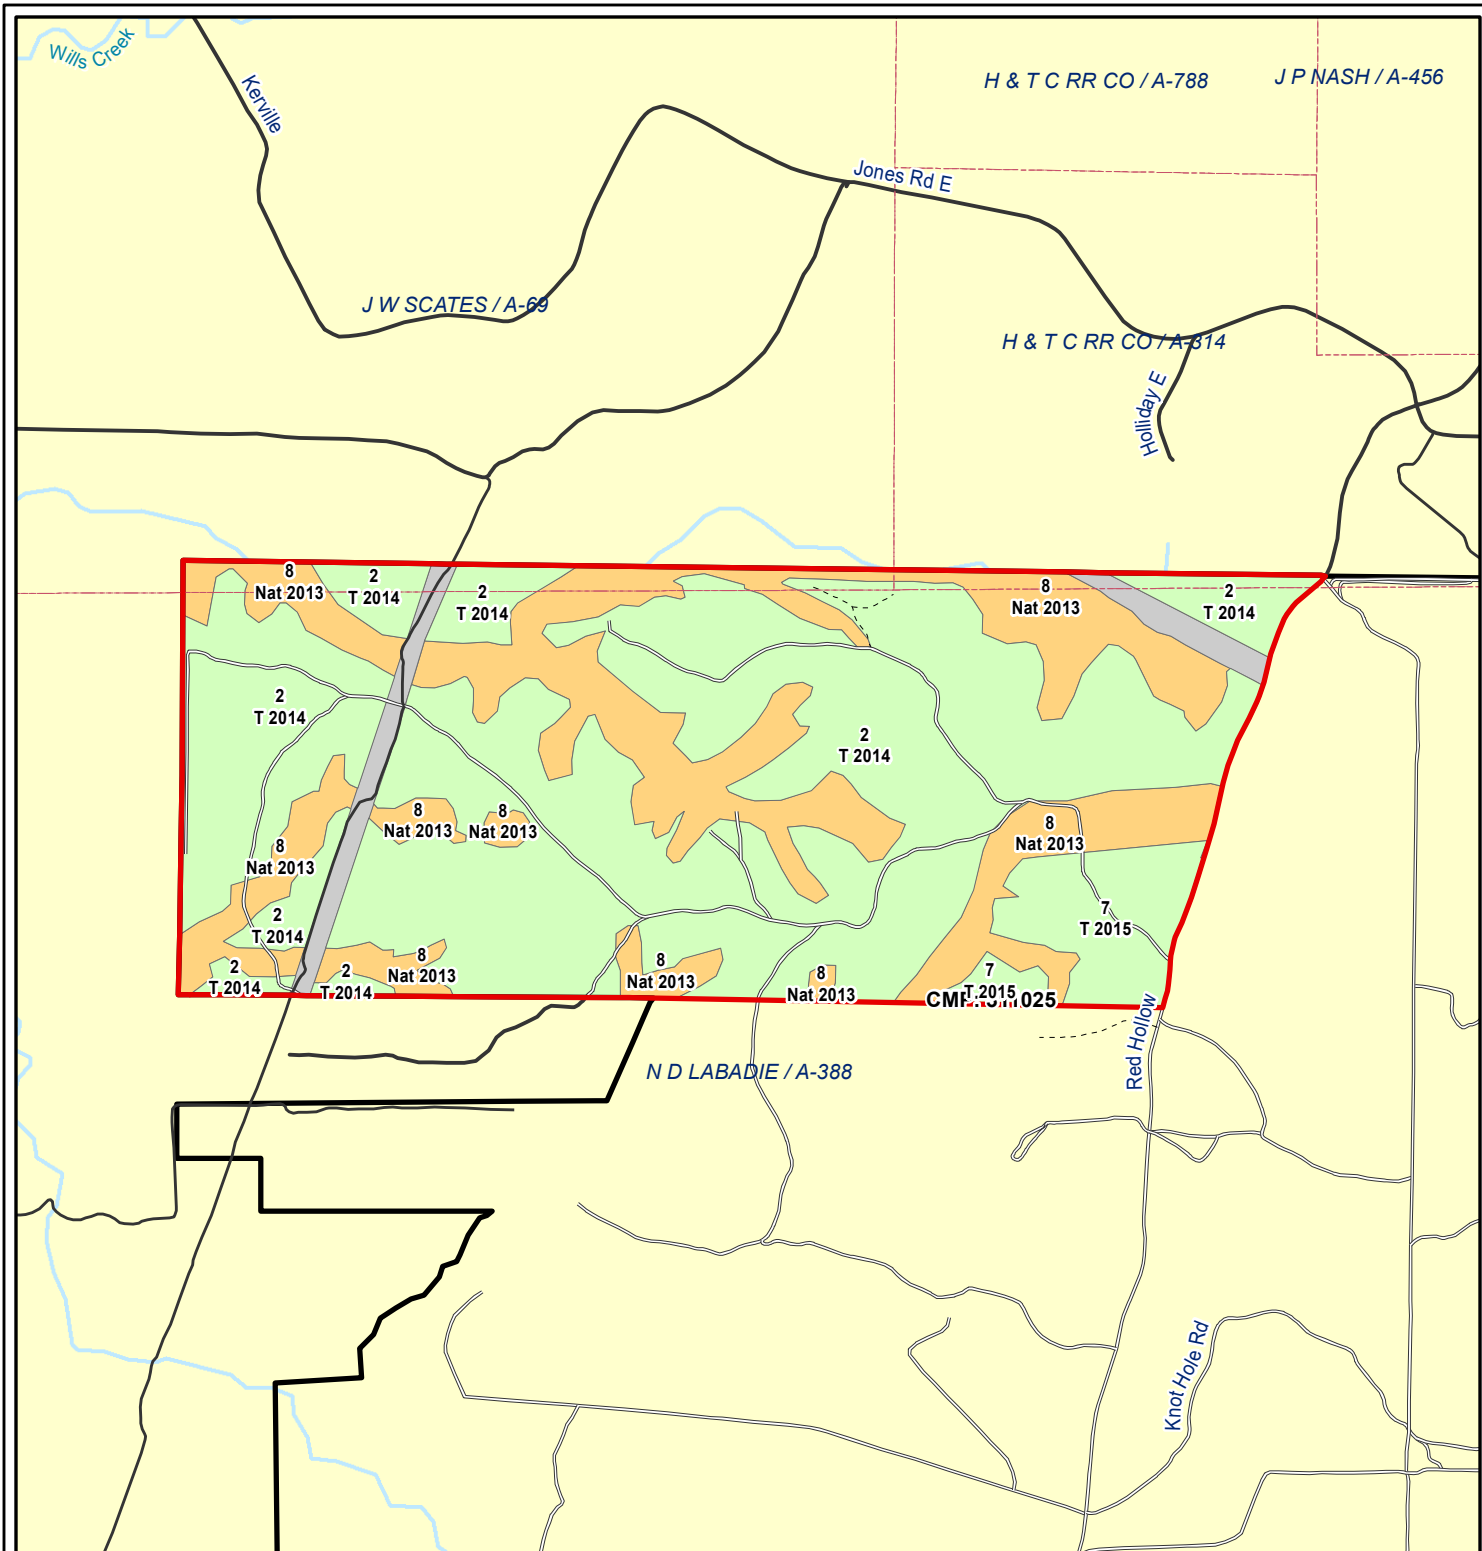 Wills Creek
Kerville
H & T C RR CO / A-788
J P NASH / A-456
Jones Rd E
J W SCATES / A-69
H & T C RR CO / A-314
Holliday E
8
Nat 2013
2
T 2014
2
T 2014
8
Nat 2013
2
T 2014
2
T 2014
2
T 2014
8
Nat 2013
8
Nat 2013
8
Nat 2013
8
Nat 2013
2
T 2014
7
T 2015
2
T 2014
2
T 2014
8
Nat 2013
8
Nat 2013
8
Nat 2013
7
T 2015
Red Hollow
N D LABADIE / A-388
Knot Hole Rd